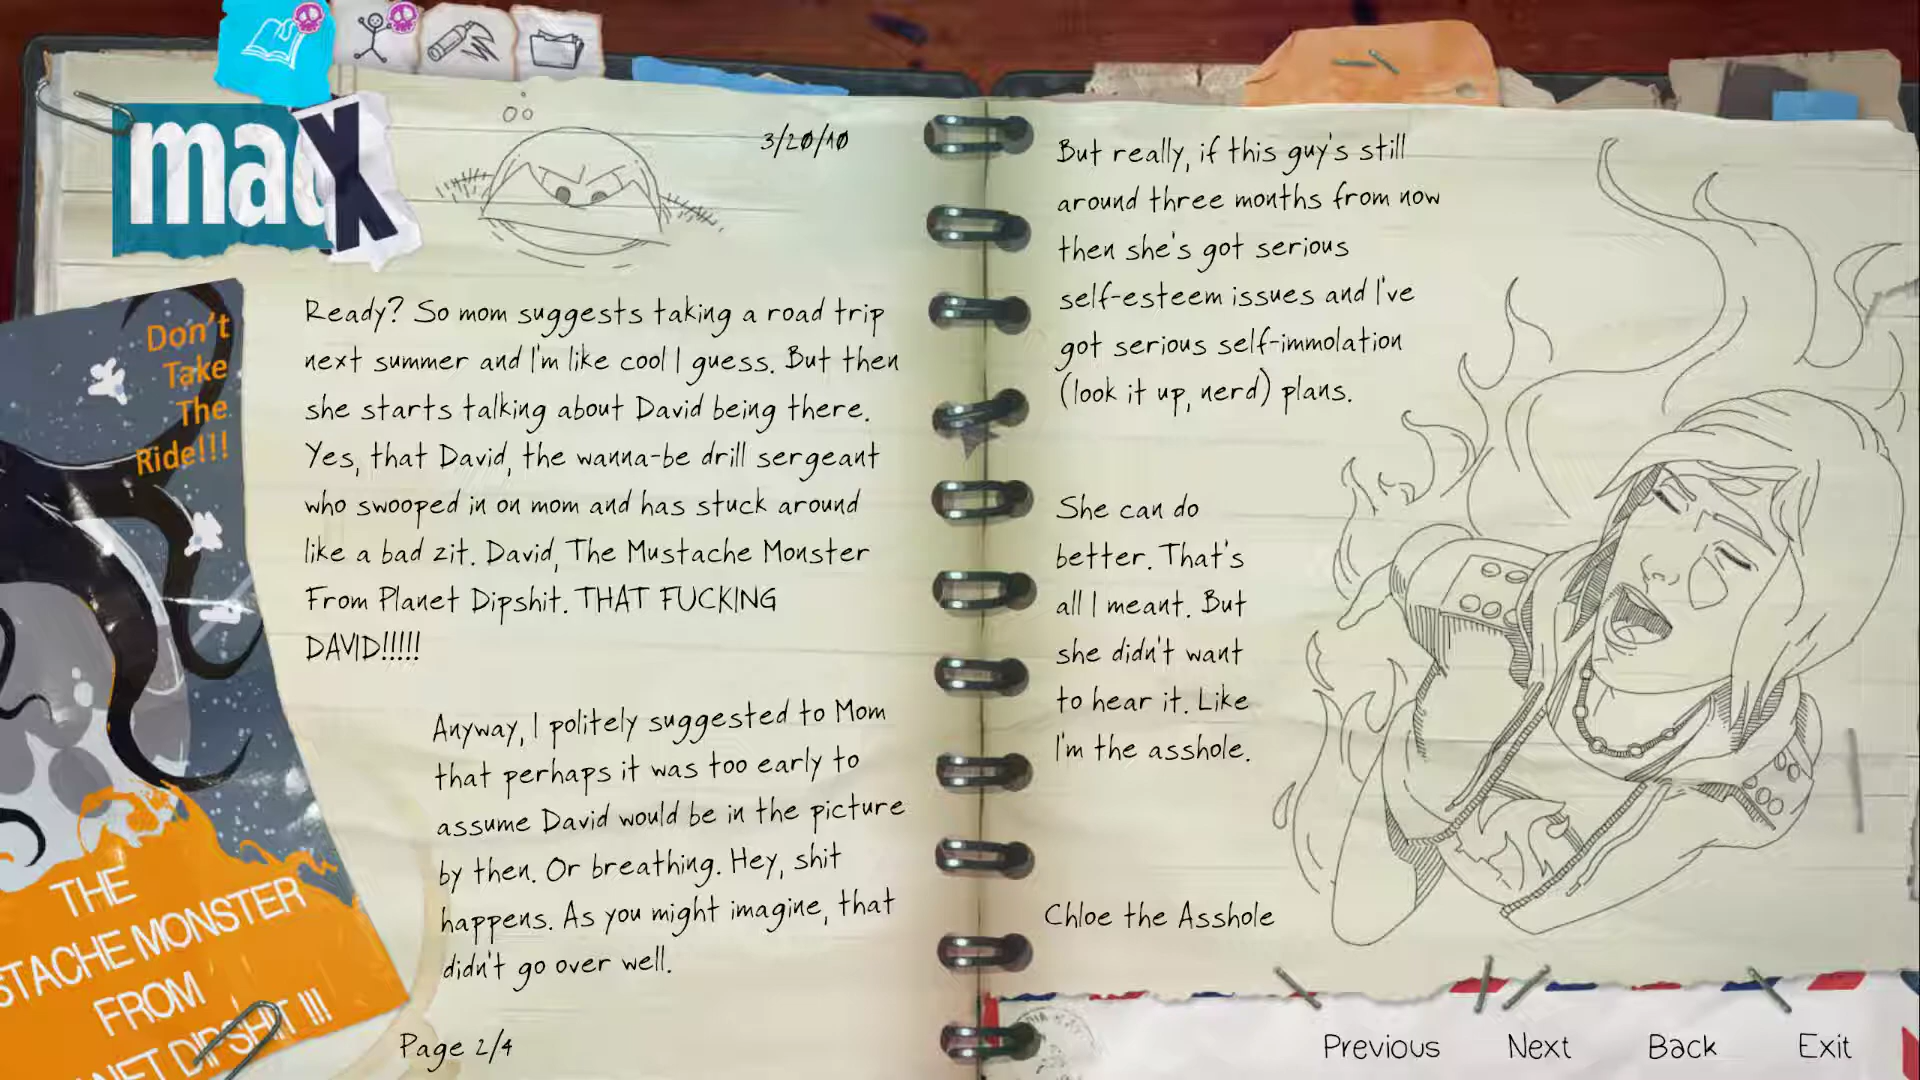 madX
3/20/10
Don't
Take
The
Ride!!!
Ready? So mom suggests taking a road trip
next summer and I'm like cool I guess. But then
she starts talking about David being there.
Yes, that David, the wanna-be drill sergeant
who swooped in on mom and has stuck around
like a bad zit. David, The Mustache Monster
From Planet Dipshit. THAT FUCKING
DAVID!!!!!
Anyway, I politely suggested to Mom
that perhaps it was too early to
assume David would be in the picture
by then. Or breathing. Hey, shit
happens. As you might imagine, that
didn't go over well.
THE
STACHE MONSTER
FROM
NET DIPSHIT !!!
Page 2/4
But really, if this guy's still
around three months from now
then she's got serious
self-esteem issues and I've
got serious self-immolation
(look it up, nerd) plans.
She can do
better. That's
all I meant. But
she didn't want
to hear it. Like
I'm the asshole.
Chloe the Asshole
Previous Next Back Exit